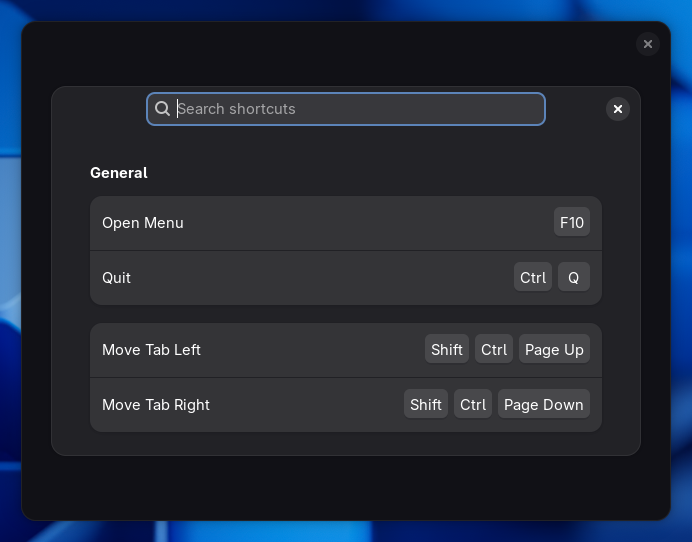 Search shortcuts
General
Open Menu F10
Quit Ctrl Q
Move Tab Left Shift Ctrl Page Up
Move Tab Right Shift Ctrl Page Down